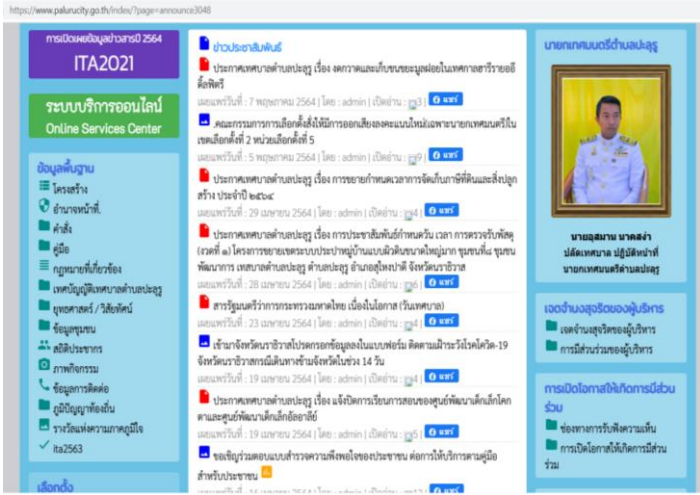 https://www.palurucity.go.th/index/?page=announce3048
การเปิดเผยข้อมูลข่าวสารปี 2564
ITA2021
ระบบบริการออนไลน์
Online Services Center
ข้อมูลพื้นฐาน
โครงสร้าง
อำนาจหน้าที่.
คำสั่ง
คู่มือ
กฎหมายที่เกี่ยวข้อง
เทศบัญญัติเทศบาลตำบลปะลุรู
ยุทธศาสตร์ / วิสัยทัศน์
ข้อมูลชุมชน
สถิติประชากร
ภาพกิจกรรม
ข้อมูลการติดต่อ
ภูมิปัญญาท้องถิ่น
รางวัลแห่งความภาคภูมิใจ
ita2563
เลือกตั้ง
ข่าวประชาสัมพันธ์
ประกาศเทศบาลตำบลปะลุรู เรื่อง งดกวาดและเก็บขนขยะมูลฝอยในเทศกาลฮารีรายออี
ดิ้ลฟิตรี
เผยแพร่วันที่ : 7 พฤษภาคม 2564 | โดย : admin | เปิดอ่าน : 3 | แชร์
.คณะกรรมการการเลือกตั้งสั่งให้มีการออกเสียงลงคะแนนใหม่เฉพาะนายกเทศมนตรีใน
เขตเลือกตั้งที่ 2 หน่วยเลือกตั้งที่ 5
เผยแพร่วันที่ : 5 พฤษภาคม 2564 | โดย : admin | เปิดอ่าน : 9 | แชร์
ประกาศเทศบาลตำบลปะลุรู เรื่อง การขยายกำหนดเวลาการจัดเก็บภาษีที่ดินและสิ่งปลูก
สร้าง ประจำปี ๒๕๖๔
เผยแพร่วันที่ : 29 เมษายน 2564 | โดย : admin | เปิดอ่าน : 4 | แชร์
ประกาศเทศบาลตำบลปะลุรู เรื่อง การประชาสัมพันธ์กำหนดวัน เวลา การตรวจรับพัสดุ
(งวดที่ ๑) โครงการขยายเขตระบบประปาหมู่บ้านแบบผิวดินขนาดใหญ่มาก ชุมชนที่๘ ชุมชน
พัฒนาการ เทศบาลตำบลปะลุรู ตำบลปะลุรู อำเภอสุไหงปาดี จังหวัดนราธิวาส
เผยแพร่วันที่ : 28 เมษายน 2564 | โดย : admin | เปิดอ่าน : 6 | แชร์
สารรัฐมนตรีว่าการกระทรวงมหาดไทย เนื่องในโอกาส (วันเทศบาล)
เผยแพร่วันที่ : 23 เมษายน 2564 | โดย : admin | เปิดอ่าน : 4 | แชร์
เข้ามาจังหวัดนราธิวาสโปรดกรอกข้อมูลลงในแบบฟอร์ม ติดตามเฝ้าระวังโรคโควิด-19
จังหวัดนราธิวาสกรณีเดินทางข้ามจังหวัดในช่วง 14 วัน
เผยแพร่วันที่ : 19 เมษายน 2564 | โดย : admin | เปิดอ่าน : 4 | แชร์
ประกาศเทศบาลตำบลปะลุรู เรื่อง แจ้งปิดการเรียนการสอนของศูนย์พัฒนาเด็กเล็กโคก
ตาและศูนย์พัฒนาเด็กเล็กอัลอาลีย์
เผยแพร่วันที่ : 19 เมษายน 2564 | โดย : admin | เปิดอ่าน : 5 | แชร์
ขอเชิญร่วมตอบแบบสำรวจความพึงพอใจของประชาชน ต่อการให้บริการตามคู่มือ
สำหรับประชาชน
เผยแพร่วันที่ : 16 เมษายน 2564 | โดย : admin | เปิดอ่าน : 12 | แชร์
นายกเทศมนตรีตำบลปะลุรู
นายอุสมาน นาคสง่า
ปลัดเทศบาล ปฏิบัติหน้าที่
นายกเทศมนตรีตำบลปะลุรู
เจตจำนงสุจริตของผู้บริหาร
เจตจำนงสุจริตของผู้บริหาร
การมีส่วนร่วมของผู้บริหาร
การเปิดโอกาสให้เกิดการมีส่วน
ร่วม
ช่องทางการรับฟังความเห็น
การเปิดโอกาสให้เกิดการมีส่วน
ร่วม